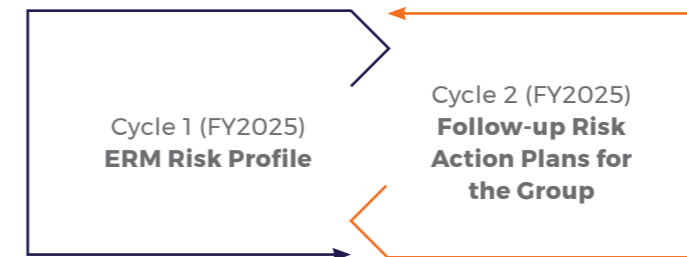 Cycle 1 (FY2025)
ERM Risk Profile
Cycle 2 (FY2025)
Follow-up Risk
Action Plans for
the Group